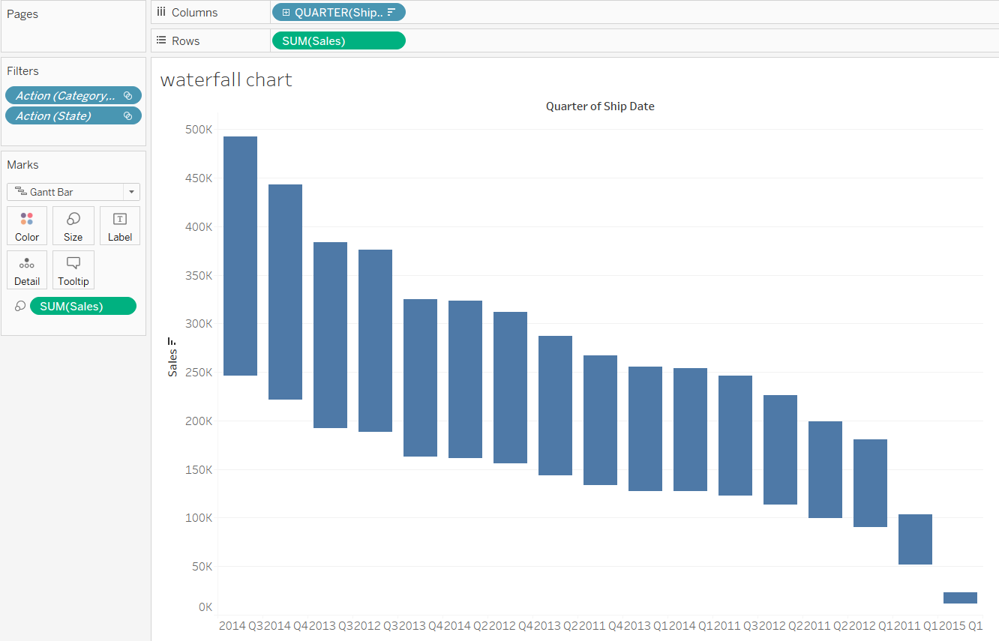 Pages
Columns
QUARTER(Ship..
Rows
SUM(Sales)
Filters
Action (Category,..
Action (State)
Marks
Gantt Bar
Color
Size
Label
Detail
Tooltip
SUM(Sales)
waterfall chart
Quarter of Ship Date
500K
450K
400K
350K
300K
250K
200K
150K
100K
50K
0K
Sales
2014 Q3 2014 Q4 2013 Q3 2012 Q3 2013 Q4 2014 Q2 2012 Q4 2013 Q2 2011 Q4 2013 Q1 2014 Q1 2011 Q3 2012 Q2 2011 Q2 2012 Q1 2011 Q1 2015 Q1